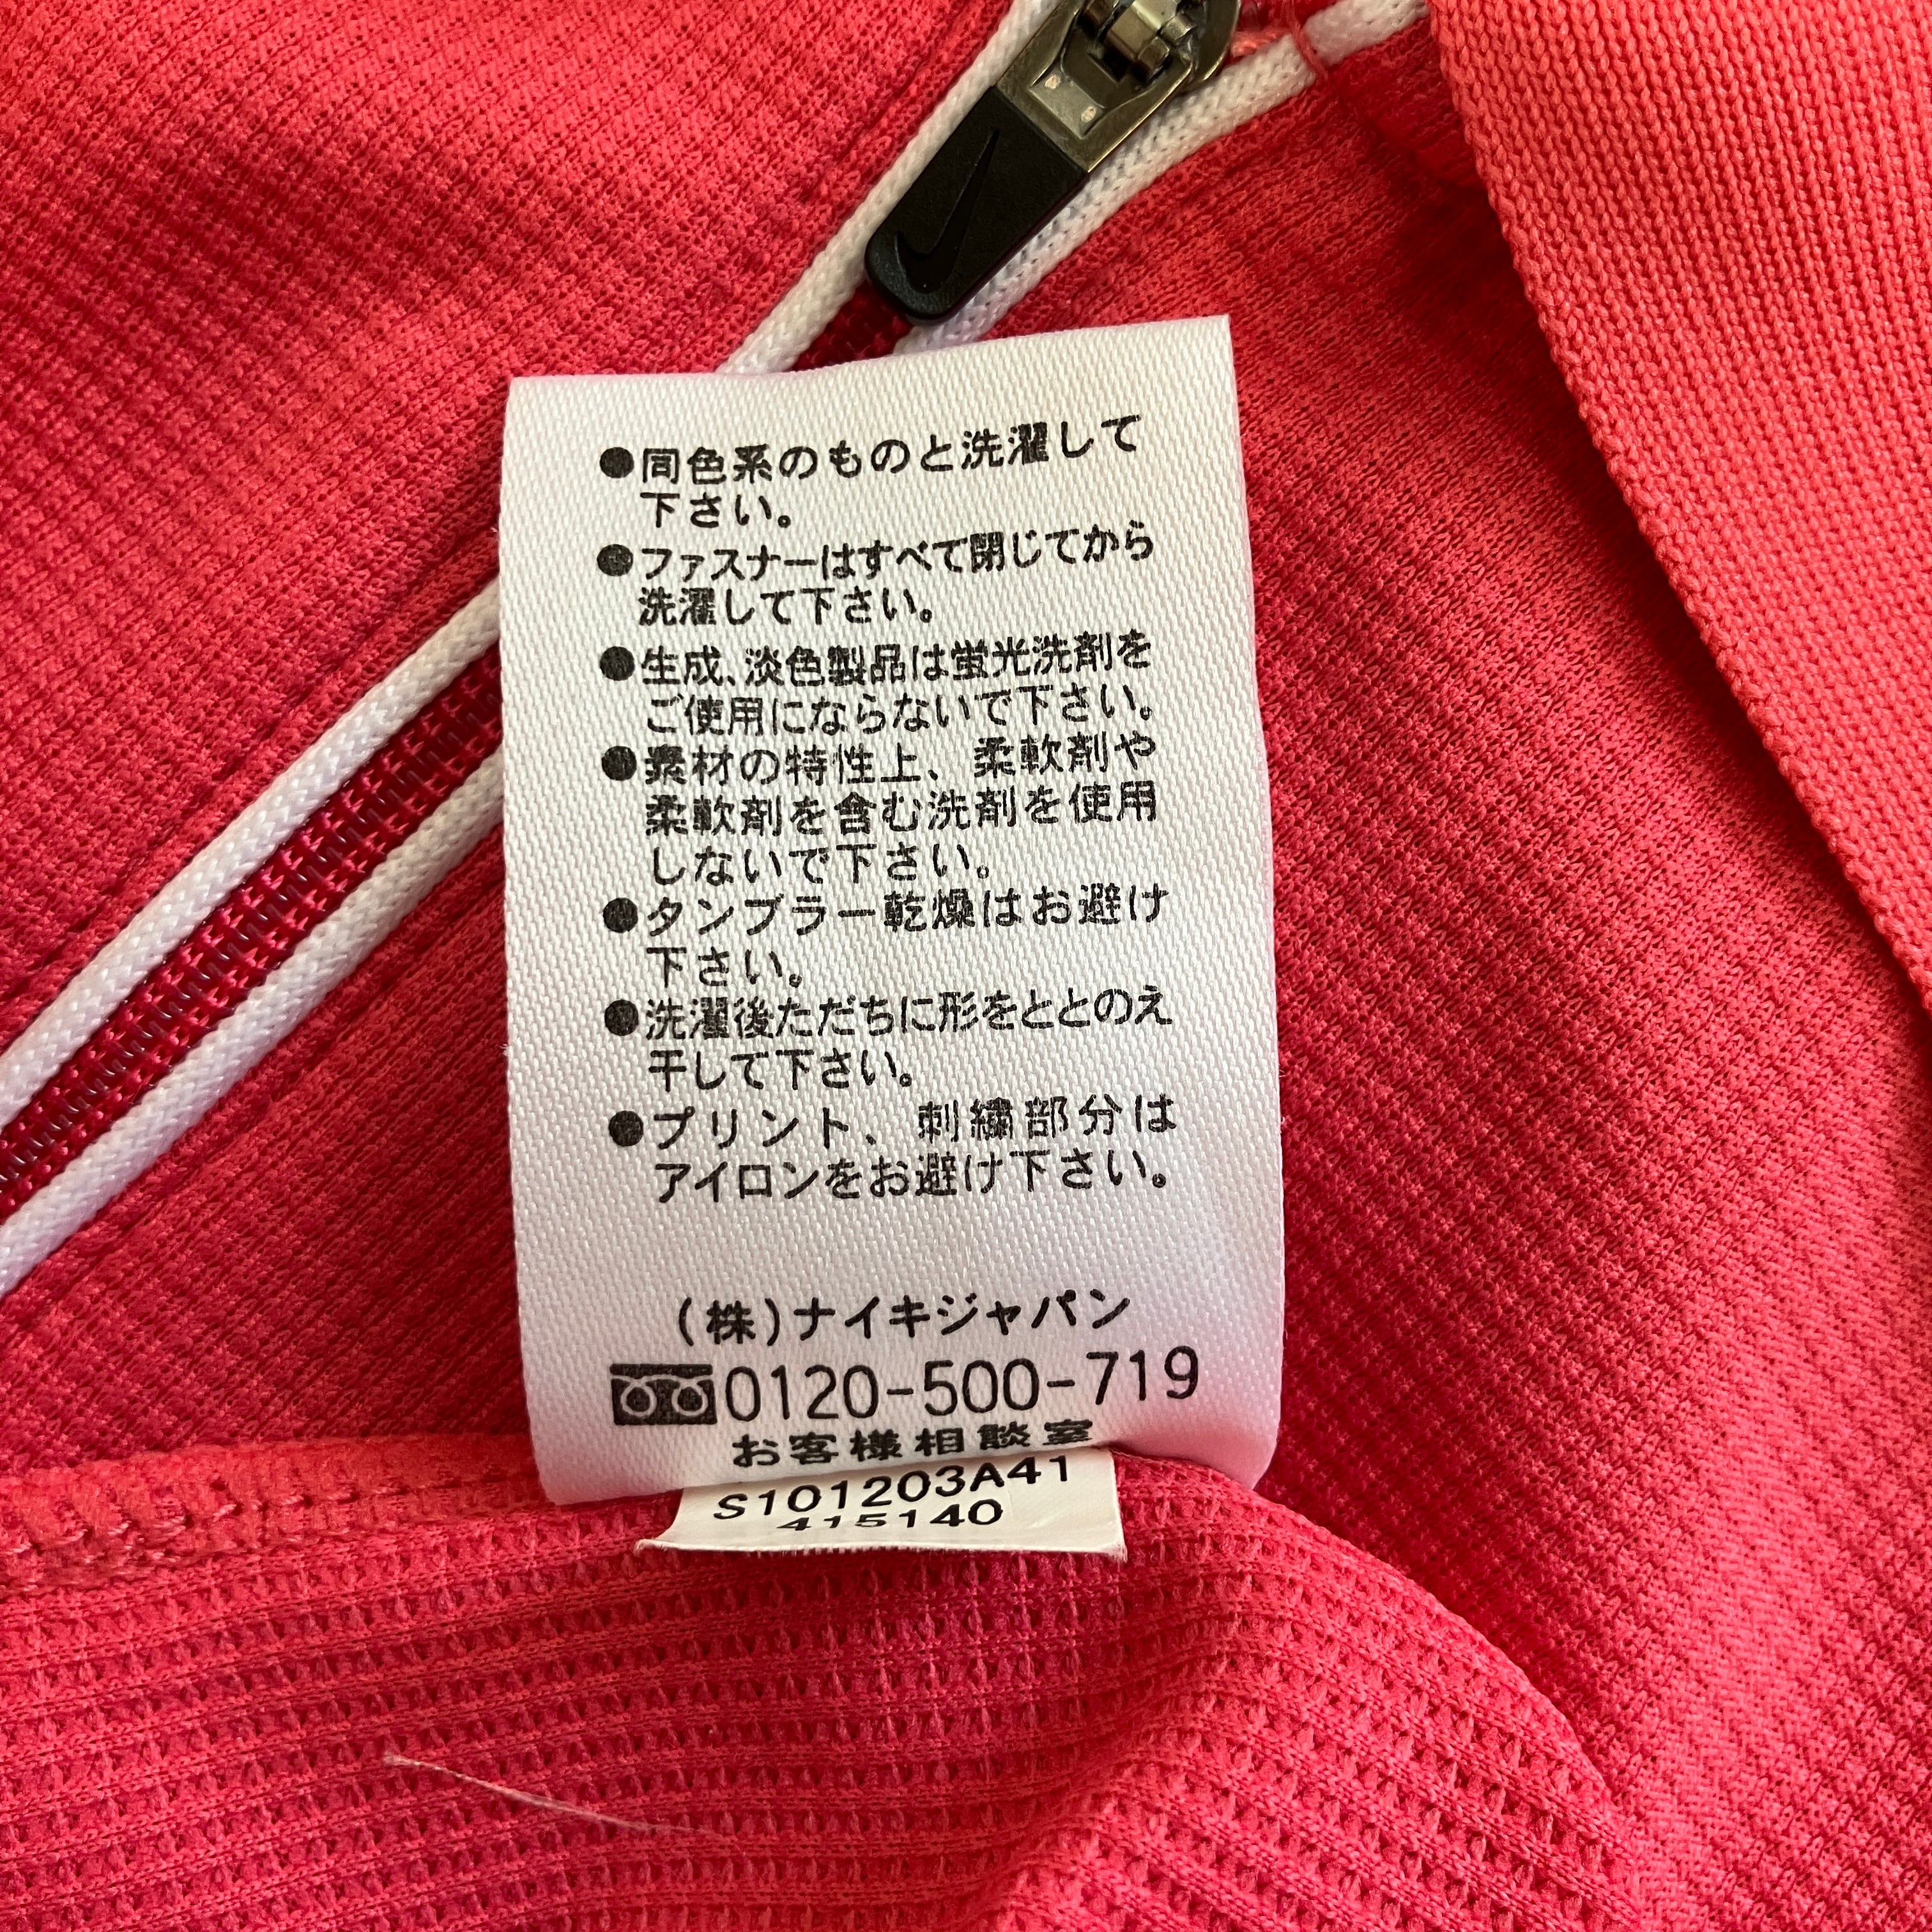 ●同色系のものと洗濯して
下さい。
●ファスナーはすべて閉じてから
洗濯して下さい。
●生成、淡色製品は蛍光洗剤を
ご使用にならないで下さい。
●素材の特性上、柔軟剤や
柔軟剤を含む洗剤を使用
しないで下さい。
●タンブラー乾燥はお避け
下さい。
●洗濯後ただちに形をととのえ
干して下さい。
●プリント、刺繍部分は
アイロンをお避け下さい。
(株)ナイキジャパン
0120-500-719
お客様相談室
S101203A41
415140